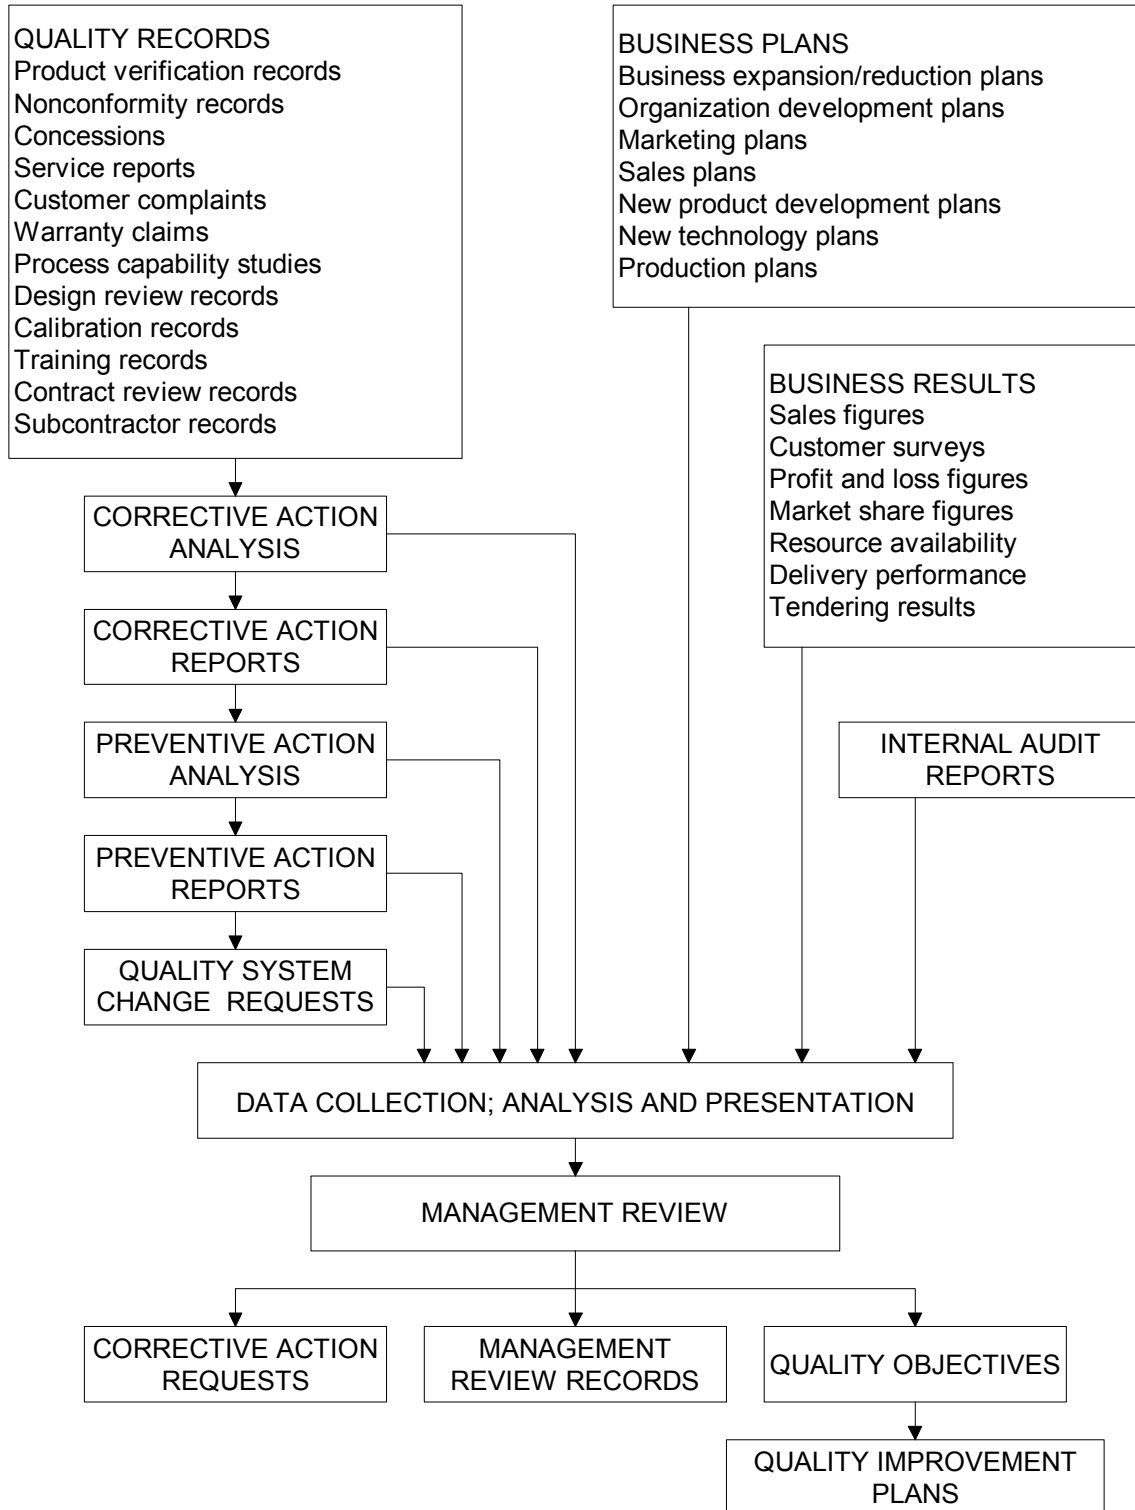 QUALITY RECORDS
Product verification records
Nonconformity records
Concessions
Service reports
Customer complaints
Warranty claims
Process capability studies
Design review records
Calibration records
Training records
Contract review records
Subcontractor records
BUSINESS PLANS
Business expansion/reduction plans
Organization development plans
Marketing plans
Sales plans
New product development plans
New technology plans
Production plans
BUSINESS RESULTS
Sales figures
Customer surveys
Profit and loss figures
Market share figures
Resource availability
Delivery performance
Tendering results
CORRECTIVE ACTION
ANALYSIS
CORRECTIVE ACTION
REPORTS
PREVENTIVE ACTION
ANALYSIS
INTERNAL AUDIT
REPORTS
PREVENTIVE ACTION
REPORTS
QUALITY SYSTEM
CHANGE  REQUESTS
DATA COLLECTION; ANALYSIS AND PRESENTATION
MANAGEMENT REVIEW
CORRECTIVE ACTION
REQUESTS
MANAGEMENT
REVIEW RECORDS
QUALITY OBJECTIVES
QUALITY IMPROVEMENT
PLANS